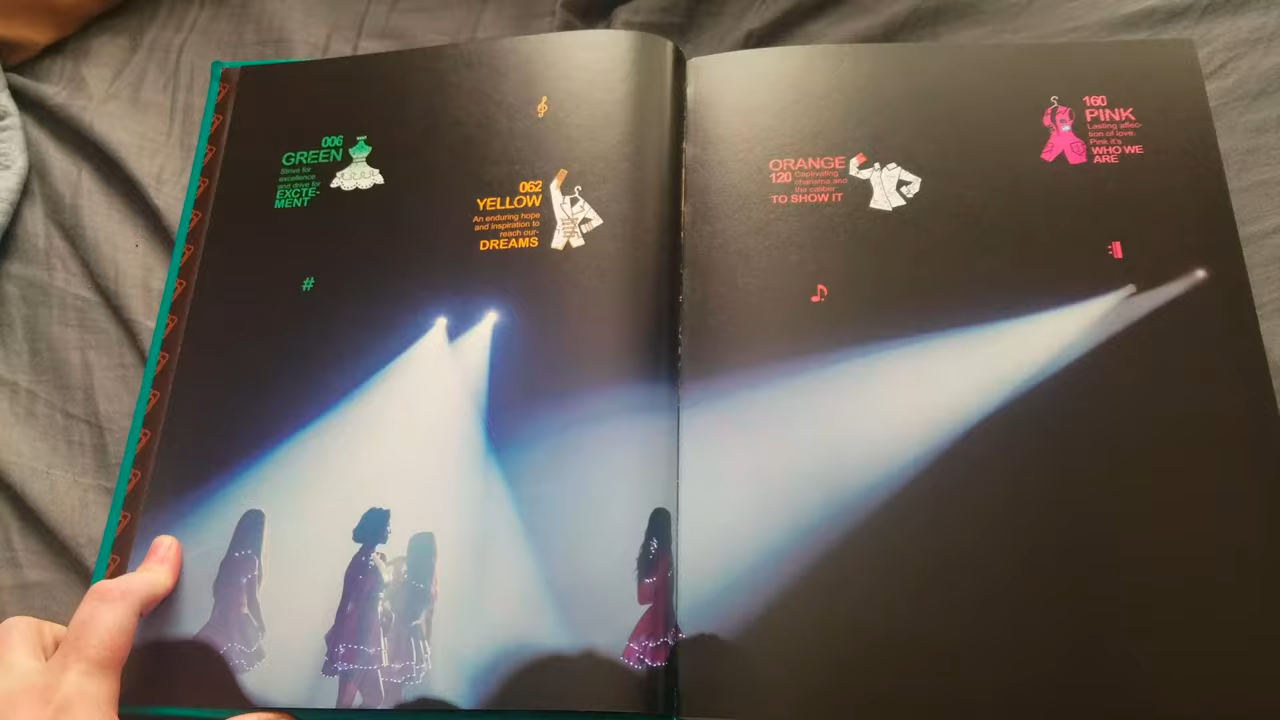 006
GREEN
Strive for
excellence
and drive for
EXCTE-
MENT
062
YELLOW
An enduring hope
and inspiration to
reach our
DREAMS
ORANGE
120 Captivating
charisma and
the caliber
TO SHOW IT
160
PINK
Lasting affec-
tion of love.
Pink it's
WHO WE
ARE
#